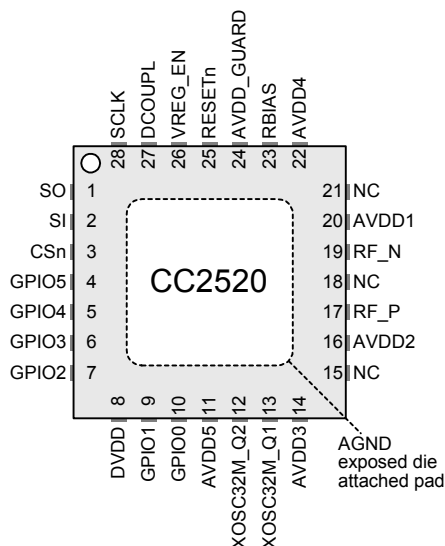 SCLK
DCOUPL
VREG_EN
RESETn
AVDD_GUARD
RBIAS
AVDD4
28 27 26 25 24 23 22
SO 1
SI 2
CSn 3
GPIO5 4
GPIO4 5
GPIO3 6
GPIO2 7
CC2520
21 NC
20 AVDD1
19 RF_N
18 NC
17 RF_P
16 AVDD2
15 NC
8 9 10 11 12 13 14
DVDD
GPIO1
GPIO0
AVDD5
XOSC32M_Q2
XOSC32M_Q1
AVDD3
AGND
exposed die
attached pad